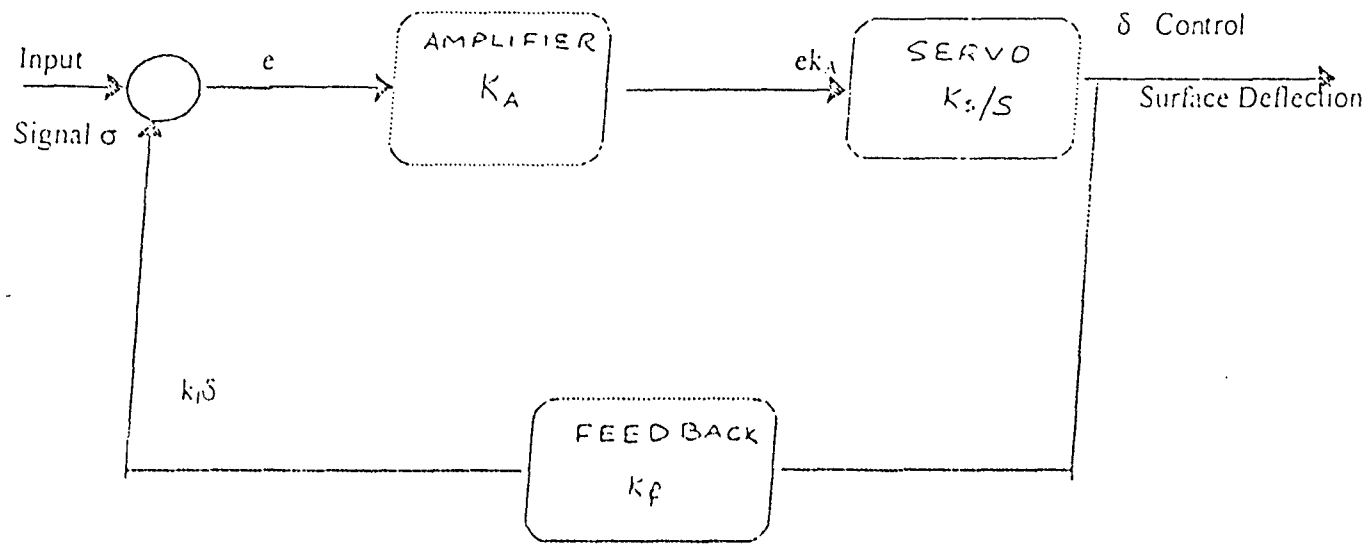 Input
Signal σ
e
AMPLIFIER
K_A
ek_A
SERVO
K_s/S
δ Control
Surface Deflection
k_fδ
FEEDBACK
K_f